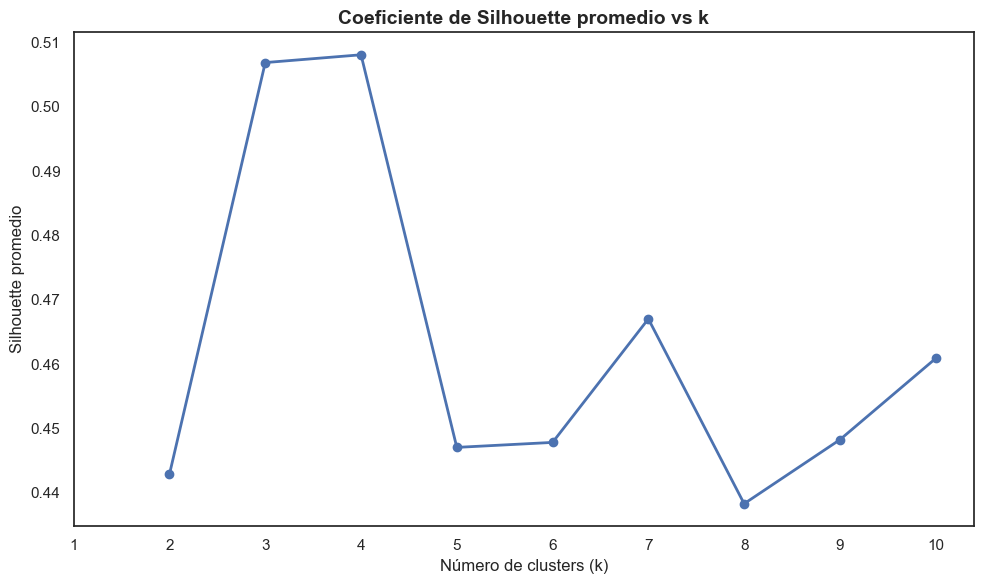 Coeficiente de Silhouette promedio vs k
0.51
0.50
0.49
0.48
0.47
0.46
0.45
0.44
Silhouette promedio
1 2 3 4 5 6 7 8 9 10
Número de clusters (k)